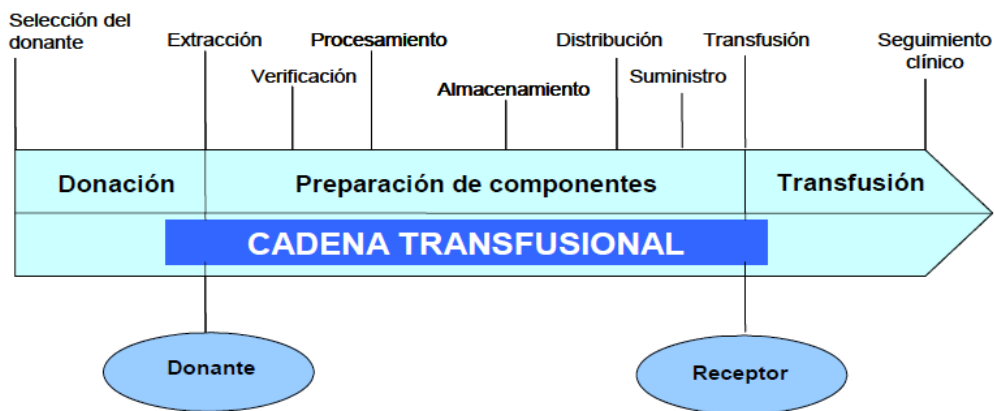 Selección del
donante
Extracción
Verificación
Procesamiento
Almacenamiento
Distribución
Suministro
Transfusión
Seguimiento
clínico
Donación
Preparación de componentes
Transfusión
CADENA TRANSFUSIONAL
Donante
Receptor